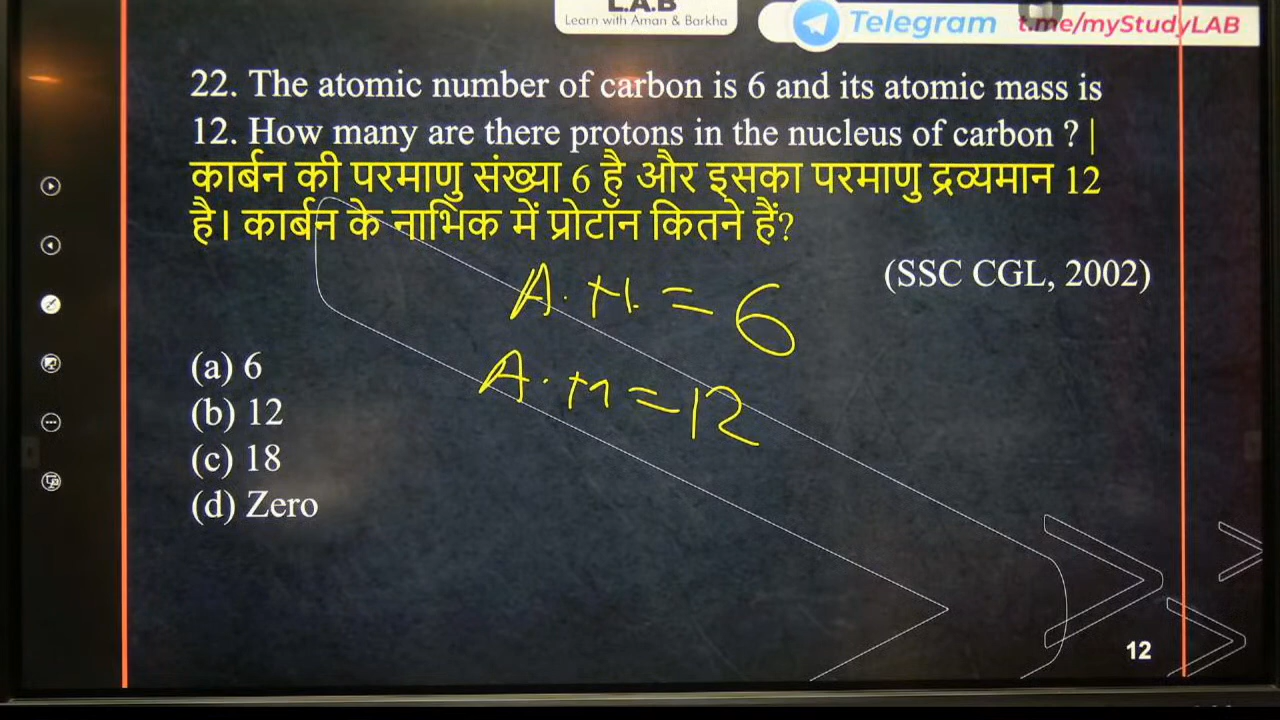 L.A.B
Learn with Aman & Barkha
Telegram t.me/myStudyLAB
22. The atomic number of carbon is 6 and its atomic mass is
12. How many are there protons in the nucleus of carbon ? |
कार्बन की परमाणु संख्या 6 है और इसका परमाणु द्रव्यमान 12
है। कार्बन के नाभिक में प्रोटॉन कितने हैं?
(SSC CGL, 2002)
A. N. = 6
A. M = 12
(a) 6
(b) 12
(c) 18
(d) Zero
12